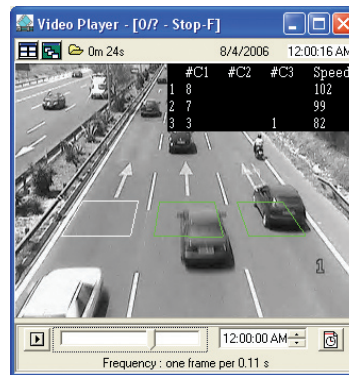 Video Player - [0/? - Stop-F]
0m 24s 8/4/2006 12:00:16 AM
#C1 #C2 #C3 Speed
1 8 102
2 7 99
3 3 1 82
1
12:00:00 AM
Frequency : one frame per 0.11 s